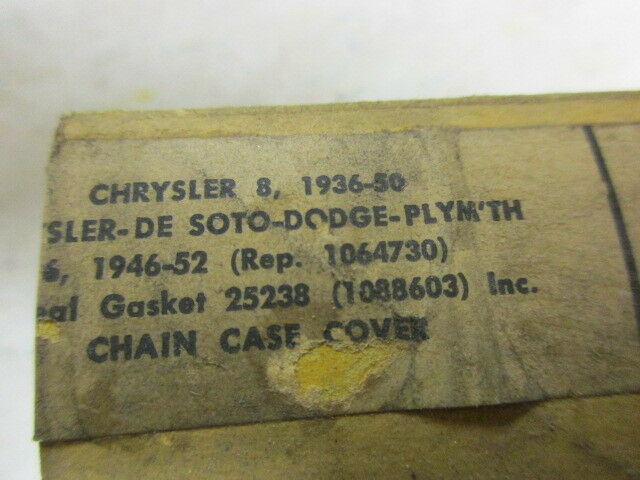 CHRYSLER 8, 1936-50
YSLER-DE SOTO-DODGE-PLYM'TH
6, 1946-52 (Rep. 1064730)
eal Gasket 25238 (1088603) Inc.
CHAIN CASE COVER